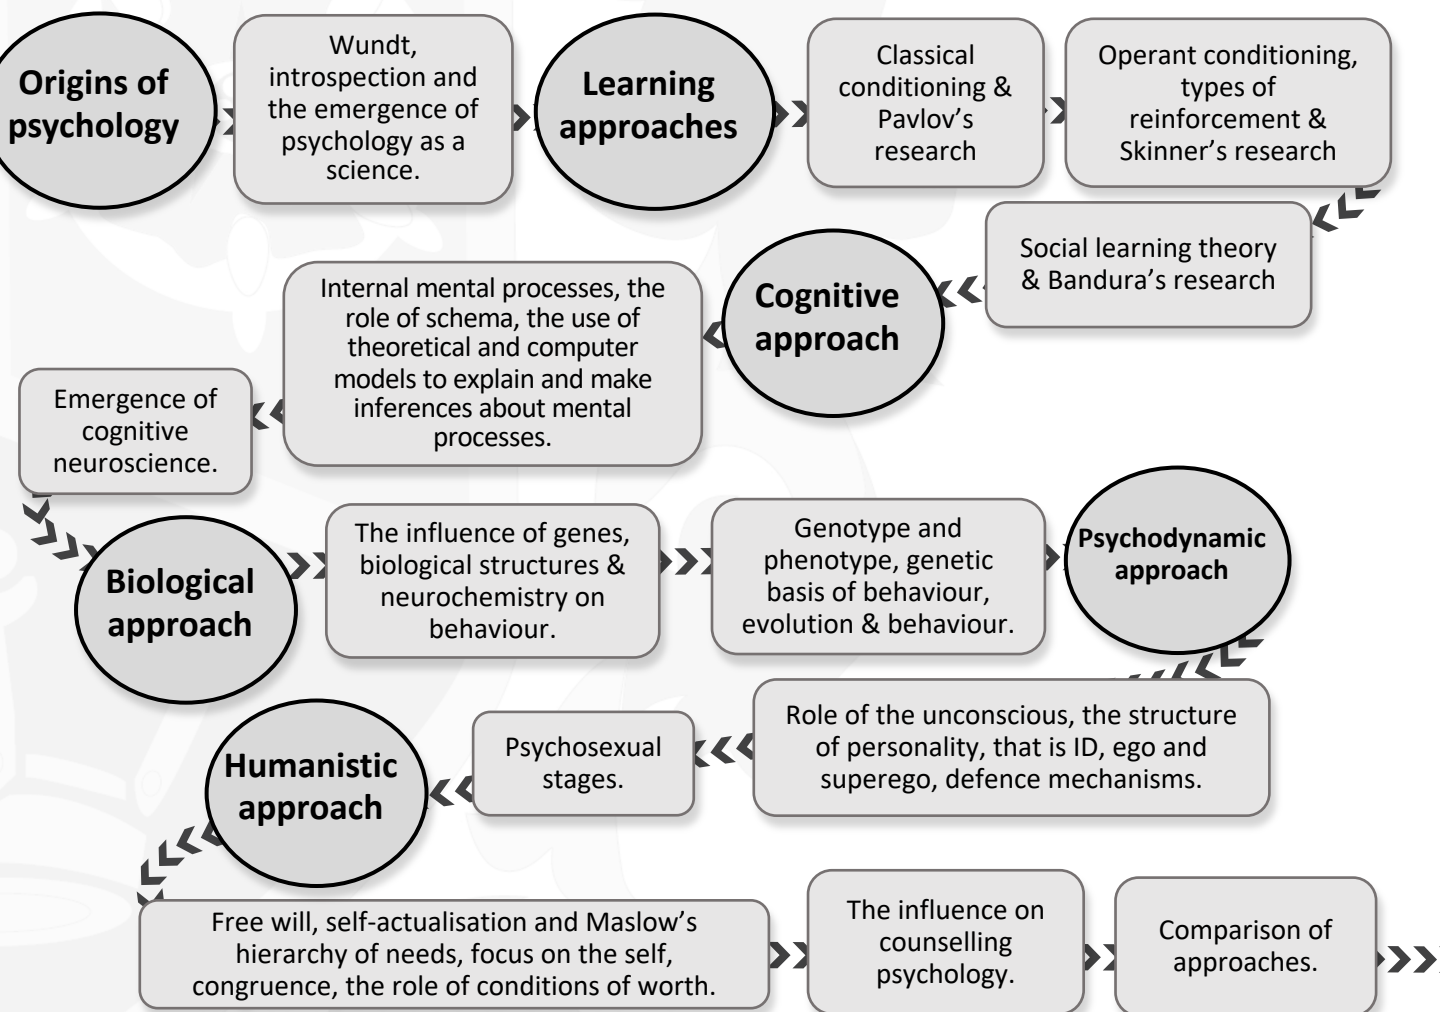 Origins of
psychology
Wundt,
introspection and
the emergence of
psychology as a
science.
Learning
approaches
Classical
conditioning &
Pavlov's
research
Operant conditioning,
types of
reinforcement &
Skinner's research
Social learning theory
& Bandura's research
Cognitive
approach
Internal mental processes, the
role of schema, the use of
theoretical and computer
models to explain and make
inferences about mental
processes.
Emergence of
cognitive
neuroscience.
Biological
approach
The influence of genes,
biological structures &
neurochemistry on
behaviour.
Genotype and
phenotype, genetic
basis of behaviour,
evolution & behaviour.
Psychodynamic
approach
Role of the unconscious, the structure
of personality, that is ID, ego and
superego, defence mechanisms.
Psychosexual
stages.
Humanistic
approach
Free will, self-actualisation and Maslow's
hierarchy of needs, focus on the self,
congruence, the role of conditions of worth.
The influence on
counselling
psychology.
Comparison of
approaches.